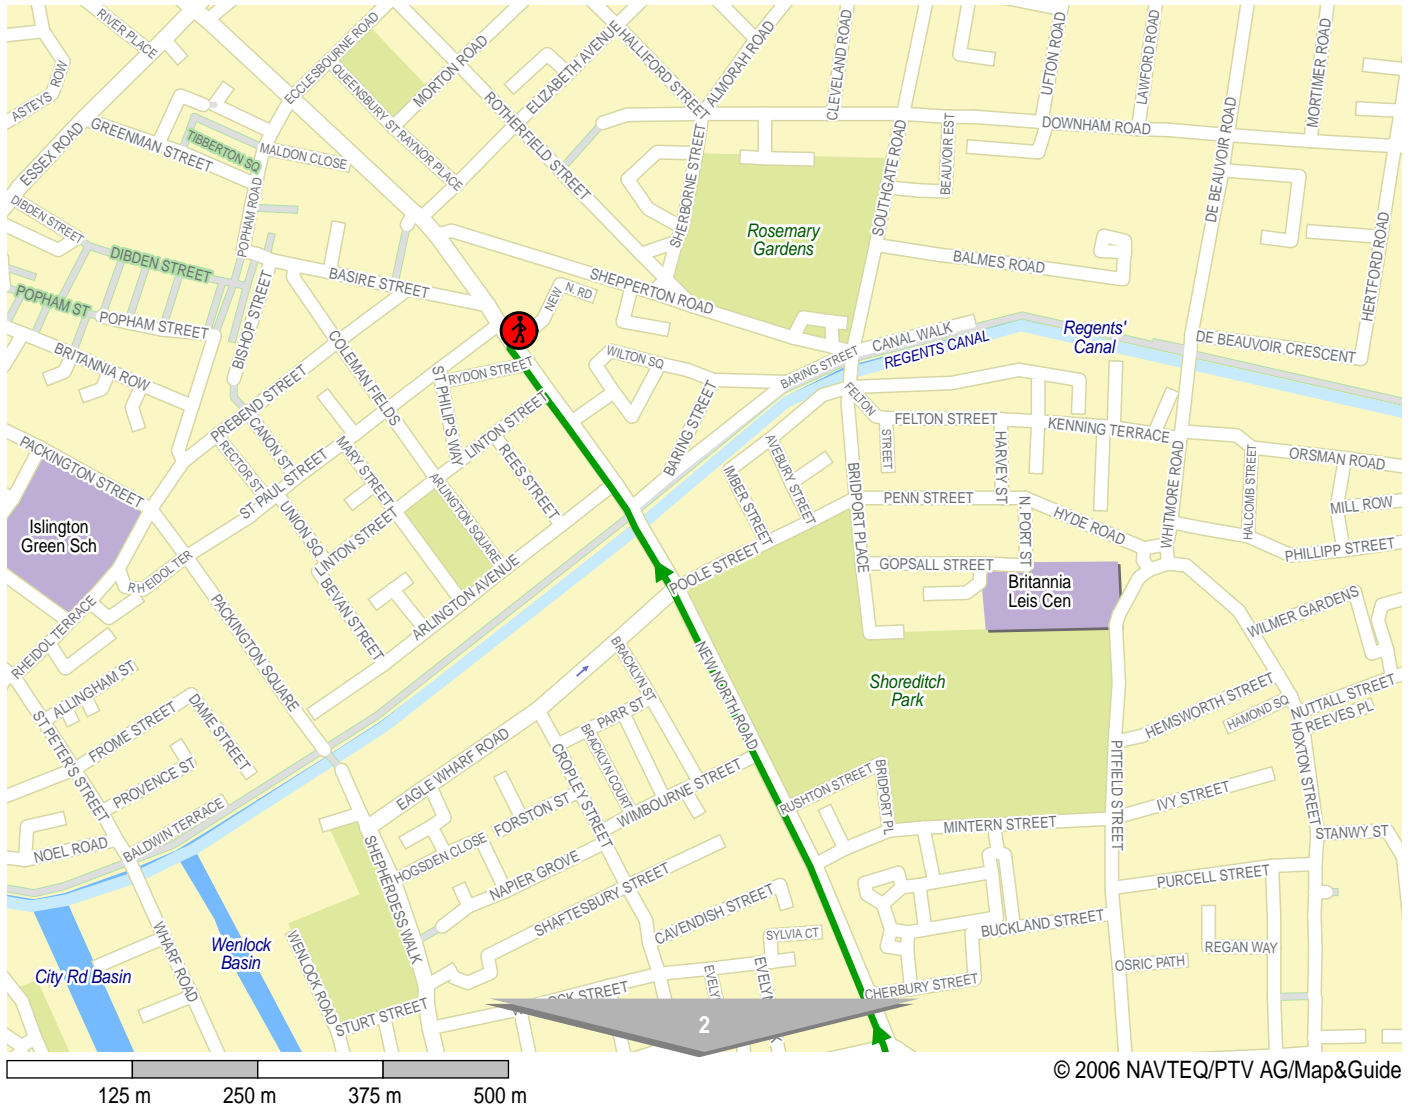 RIVER PLACE
ECCLESBOURNE ROAD
MORTON ROAD
ELIZABETH AVENUE
HALLIFORD STREET
ALMORAH ROAD
CLEVELAND ROAD
UFTON ROAD
LAWFORD ROAD
MORTIMER ROAD
ASTEYS ROW
QUEENSBURY ST
RAYNOR PLACE
ROTHERFIELD STREET
ESSEX ROAD
GREENMAN STREET
TIBBERTON SQ
MALDON CLOSE
DOWNHAM ROAD
SOUTHGATE ROAD
BEAUVOIR EST
DE BEAUVOIR ROAD
SHERBORNE STREET
DIBDEN STREET
POPHAM ROAD
Rosemary
Gardens
HERTFORD ROAD
DIBDEN STREET
BASIRE STREET
BALMES ROAD
SHEPPERTON ROAD
POPHAM ST
POPHAM STREET
BISHOP STREET
NEW
N. RD
COLEMAN FIELDS
CANAL WALK
REGENTS CANAL
Regents'
Canal
DE BEAUVOIR CRESCENT
BRITANNIA ROW
RYDON STREET
WILTON SQ
BARING STREET
PREBEND STREET
ST PHILIP'S WAY
LINTON STREET
BARING STREET
FELTON
STREET
FELTON STREET
KENNING TERRACE
PACKINGTON STREET
CANON ST
RECTOR ST
MARY STREET
REES STREET
AVEBURY STREET
IMBER STREET
HARVEY ST
WHITMORE ROAD
ORSMAN ROAD
HALCOMB STREET
ST PAUL STREET
ARLINGTON SQUARE
BRIDPORT PLACE
PENN STREET
N. PORT ST
HYDE ROAD
MILL ROW
Islington
Green Sch
UNION SQ
LINTON STREET
PHILLIPP STREET
RHEIDOL TER
BEVAN STREET
ARLINGTON AVENUE
POOLE STREET
GOPSALL STREET
Britannia
Leis Cen
RHEIDOL TERRACE
PACKINGTON SQUARE
WILMER GARDENS
ALLINGHAM ST
BRACKLYN ST
NEW NORTH ROAD
Shoreditch
Park
HEMSWORTH STREET
HAMOND SQ
NUTTALL STREET
REEVES PL
ST PETER'S STREET
FROME STREET
DAME STREET
PARR ST
BRACKLYN COURT
PITFIELD STREET
HOXTON STREET
PROVENCE ST
EAGLE WHARF ROAD
CROPLEY STREET
WIMBOURNE STREET
RUSHTON STREET
BRIDPORT PL
IVY STREET
BALDWIN TERRACE
NOEL ROAD
FORSTON ST
MINTERN STREET
STANWY ST
SHEPHERDESS WALK
HOGSDEN CLOSE
NAPIER GROVE
SHAFTESBURY STREET
PURCELL STREET
CAVENDISH STREET
BUCKLAND STREET
WHARF ROAD
Wenlock
Basin
WENLOCK ROAD
SYLVIA CT
REGAN WAY
City Rd Basin
OSRIC PATH
CHERBURY STREET
STURT STREET
2
© 2006 NAVTEQ/PTV AG/Map&Guide
125 m
250 m
375 m
500 m